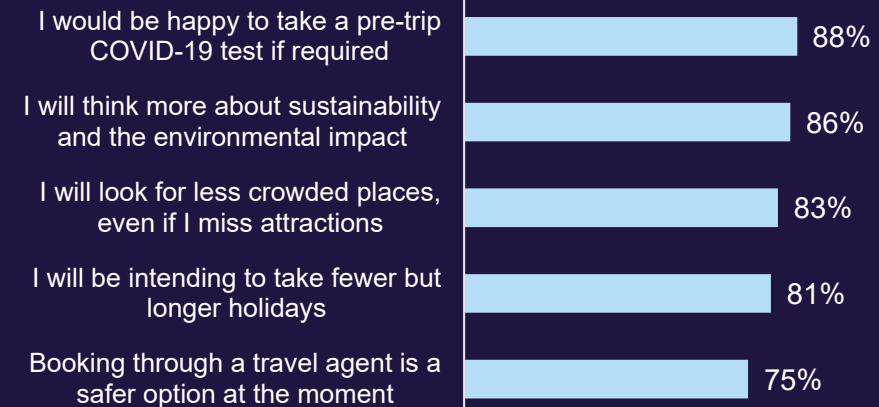 I would be happy to take a pre-trip
COVID-19 test if required
88%
I will think more about sustainability
and the environmental impact
86%
I will look for less crowded places,
even if I miss attractions
83%
I will be intending to take fewer but
longer holidays
81%
Booking through a travel agent is a
safer option at the moment
75%